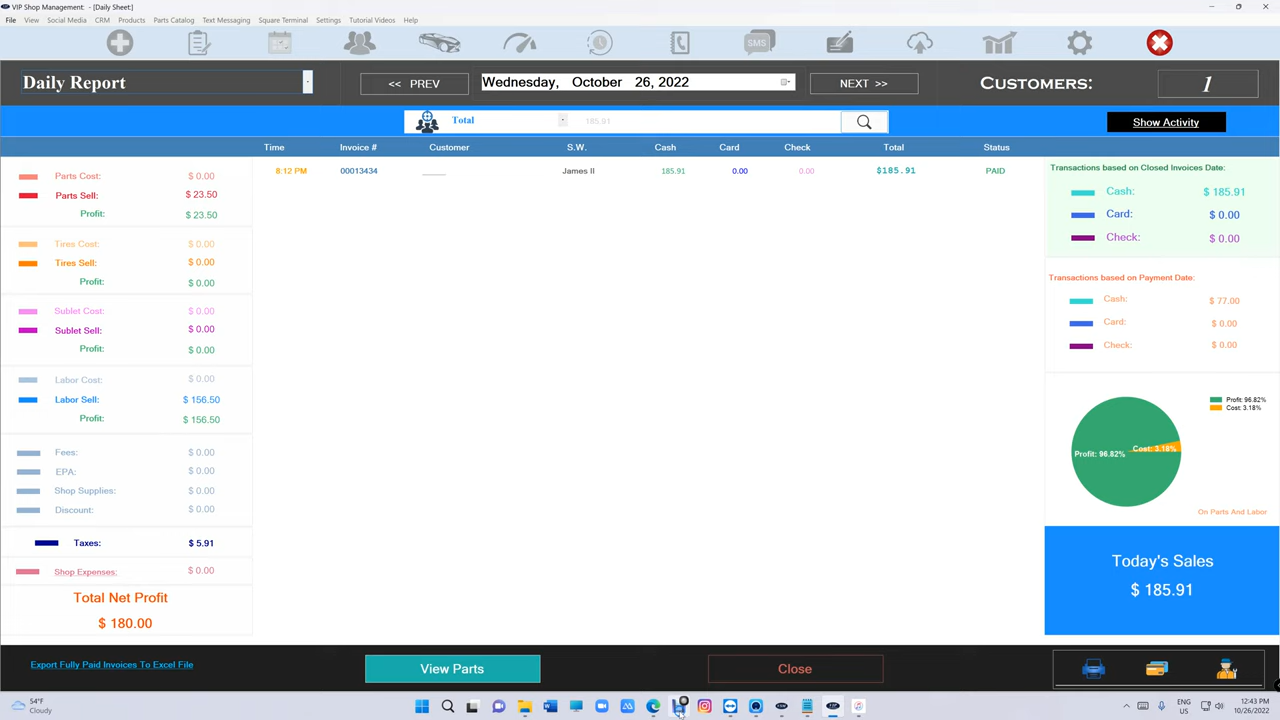 VIP Shop Management: - [Daily Sheet:]
File View Social Media CRM Products Parts Catalog Text Messaging Square Terminal Settings Tutorial Videos Help
SMS
Daily Report
<< PREV
Wednesday, October 26, 2022
NEXT >>
CUSTOMERS:
1
Total
185.91
Show Activity
Time Invoice # Customer S.W. Cash Card Check Total Status
8:12 PM 00013434 James II 185.91 0.00 0.00 $185.91 PAID
Parts Cost: $ 0.00
Parts Sell: $ 23.50
Profit: $ 23.50
Tires Cost: $ 0.00
Tires Sell: $ 0.00
Profit: $ 0.00
Sublet Cost: $ 0.00
Sublet Sell: $ 0.00
Profit: $ 0.00
Labor Cost: $ 0.00
Labor Sell: $ 156.50
Profit: $ 156.50
Fees: $ 0.00
EPA: $ 0.00
Shop Supplies: $ 0.00
Discount: $ 0.00
Taxes: $ 5.91
Shop Expenses: $ 0.00
Total Net Profit
$ 180.00
Transactions based on Closed Invoices Date:
Cash: $ 185.91
Card: $ 0.00
Check: $ 0.00
Transactions based on Payment Date:
Cash: $ 77.00
Card: $ 0.00
Check: $ 0.00
Profit: 96.82%
Cost: 3.18%
Profit: 96.82%
Cost: 3.18%
On Parts And Labor
Today's Sales
$ 185.91
Export Fully Paid Invoices To Excel File
View Parts
Close
54°F
Cloudy
ENG
US
12:43 PM
10/26/2022